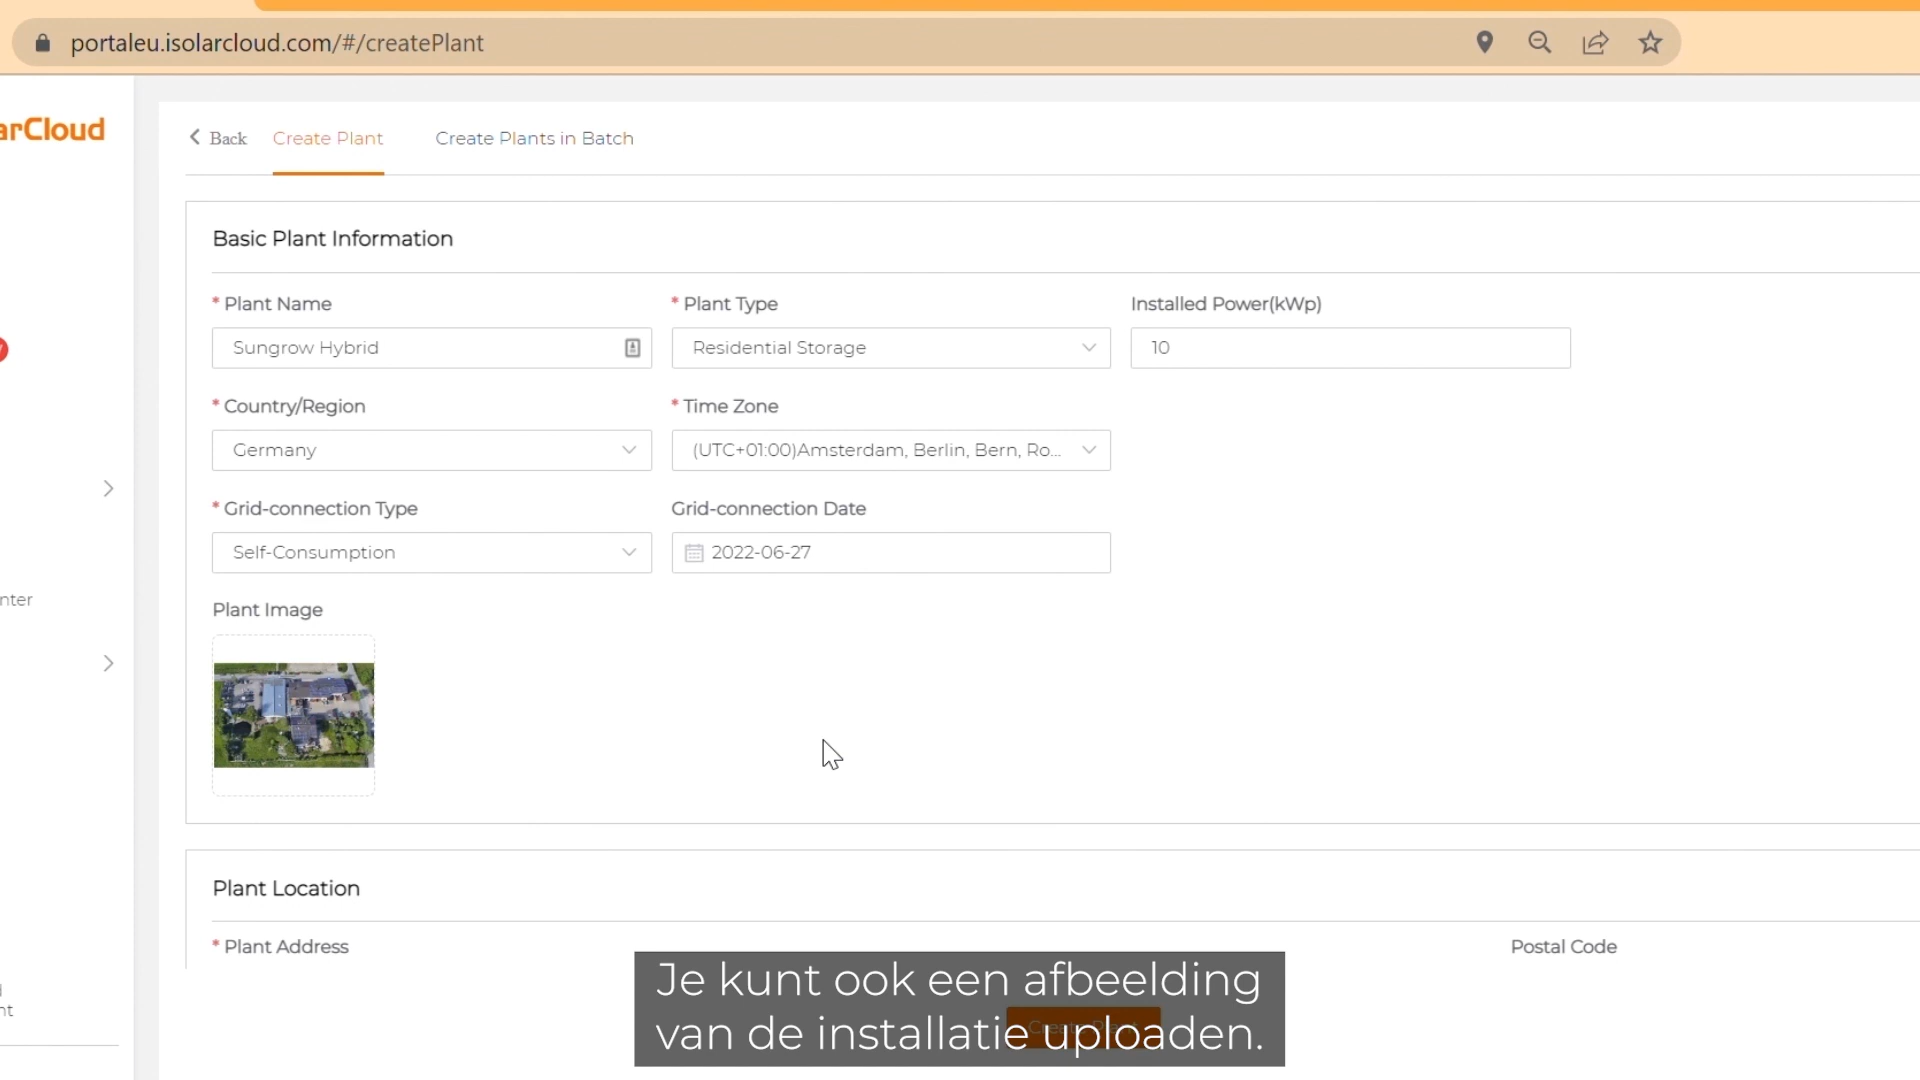 portaleu.isolarcloud.com/#/createPlant
arCloud
Back
Create Plant
Create Plants in Batch
Basic Plant Information
* Plant Name
* Plant Type
Installed Power(kWp)
Sungrow Hybrid
Residential Storage
10
* Country/Region
* Time Zone
Germany
(UTC+01:00)Amsterdam, Berlin, Bern, Ro...
* Grid-connection Type
Grid-connection Date
Self-Consumption
2022-06-27
nter
Plant Image
Plant Location
* Plant Address
Postal Code
nt
Je kunt ook een afbeelding
van de installatie uploaden.